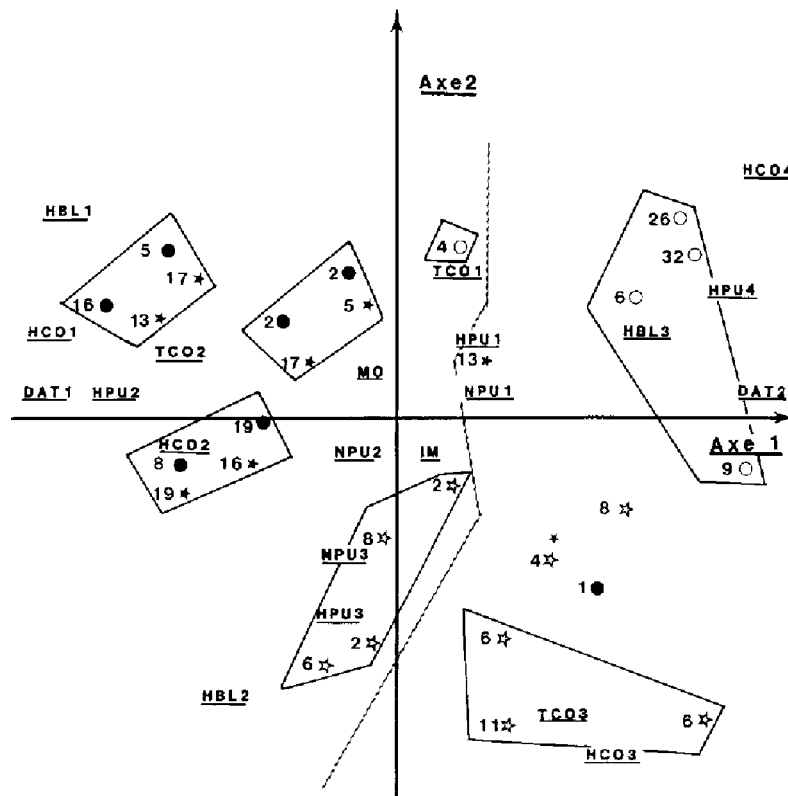 Axe2
HCO4
HBL1
26
5
4
32
TCO1
17
2
HPU4
16
6
5
13
2
HBL3
HCO1
HPU1
TCO2
13
17
MO
DAT1 HPU2
NPU1
DAT2
19
HCO2
NPU2 IM
Axe 1
8
16
9
2
19
8
8
NPU3
4
1
HPU3
2
6
6
HBL2
TCO3
6
11
HCO3